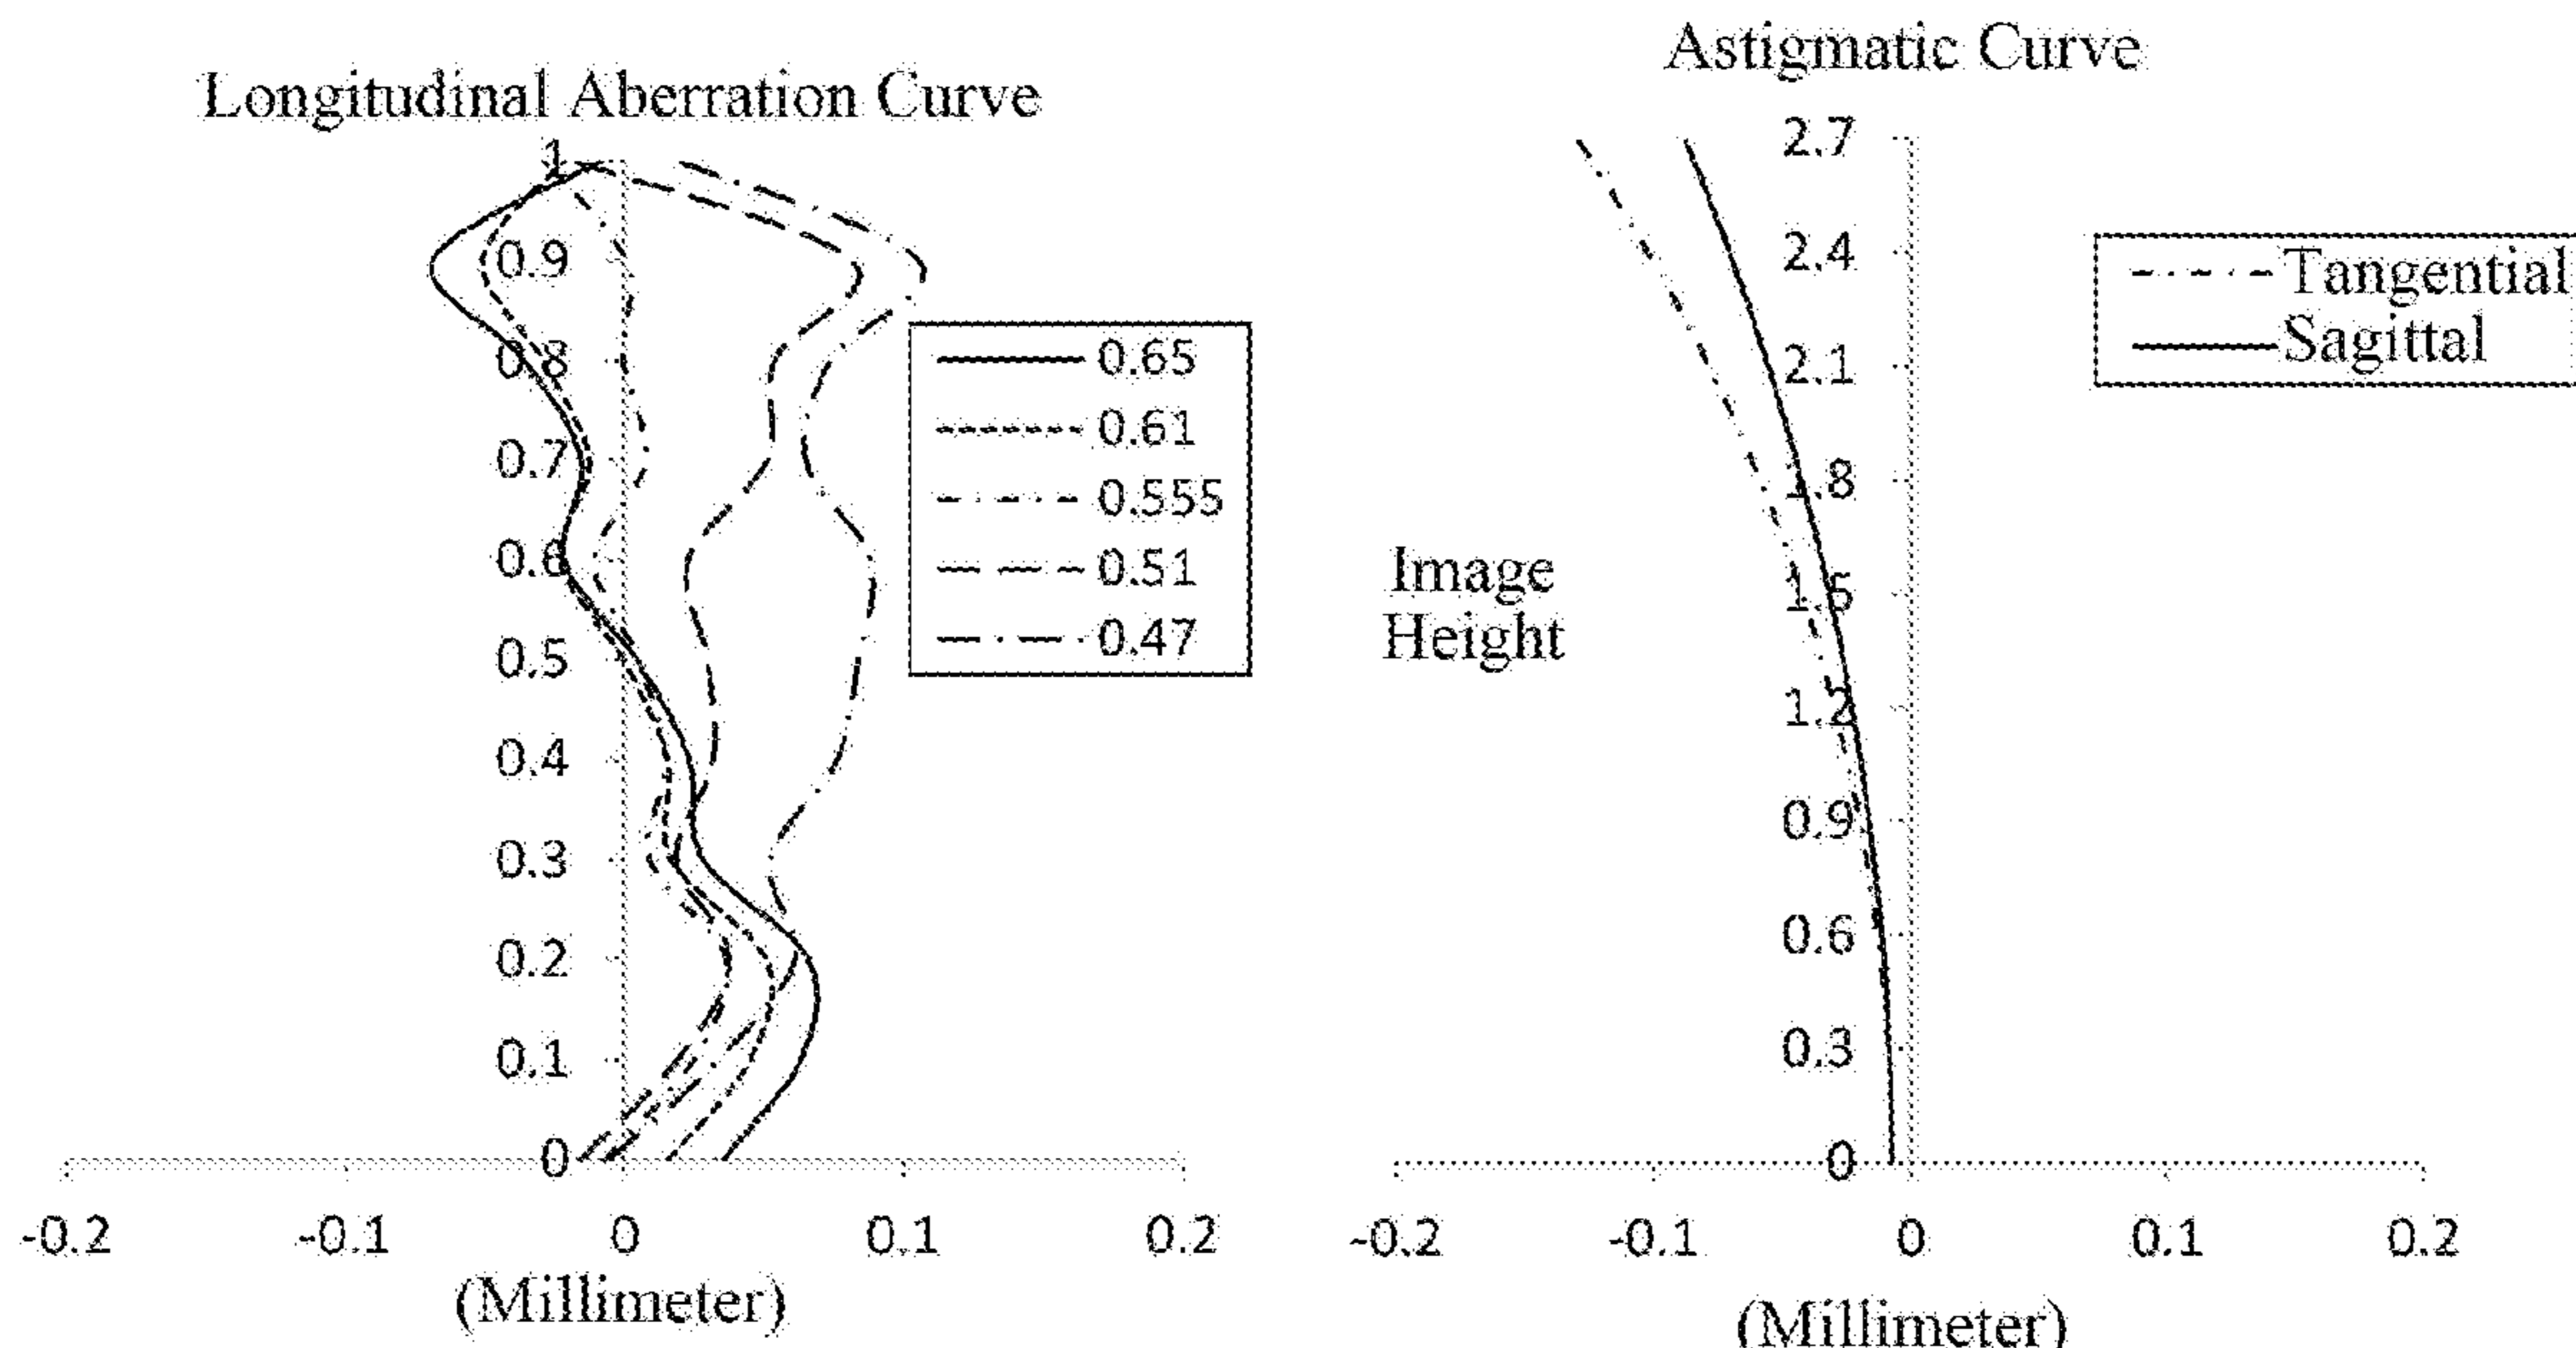 Longitudinal Aberration Curve
1
0.9
0.8
0.7
0.6
0.5
0.4
0.3
0.2
0.1
0
-0.2 -0.1 0 0.1 0.2
(Millimeter)
0.65
0.61
0.555
0.51
0.47
Astigmatic Curve
2.7
2.4
2.1
1.8
1.5
1.2
0.9
0.6
0.3
0
Image
Height
-0.2 -0.1 0 0.1 0.2
(Millimeter)
Tangential
Sagittal